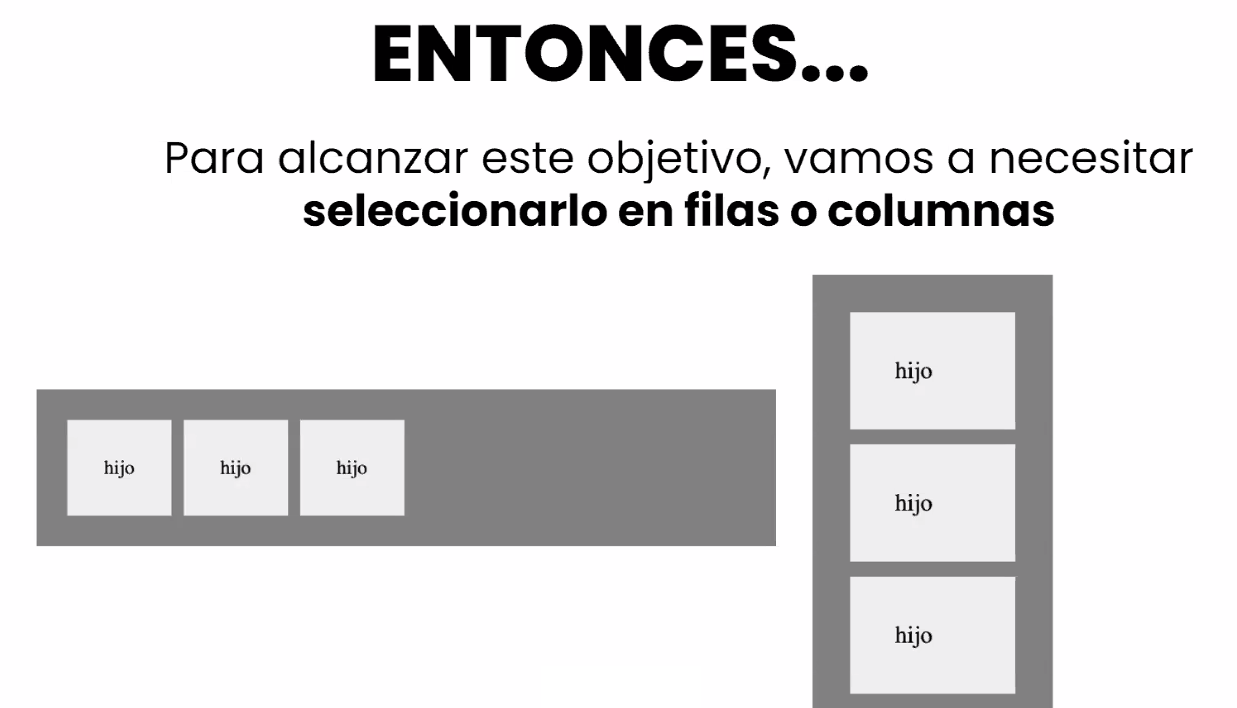 ENTONCES...
Para alcanzar este objetivo, vamos a necesitar
seleccionarlo en filas o columnas
hijo hijo hijo
hijo
hijo
hijo